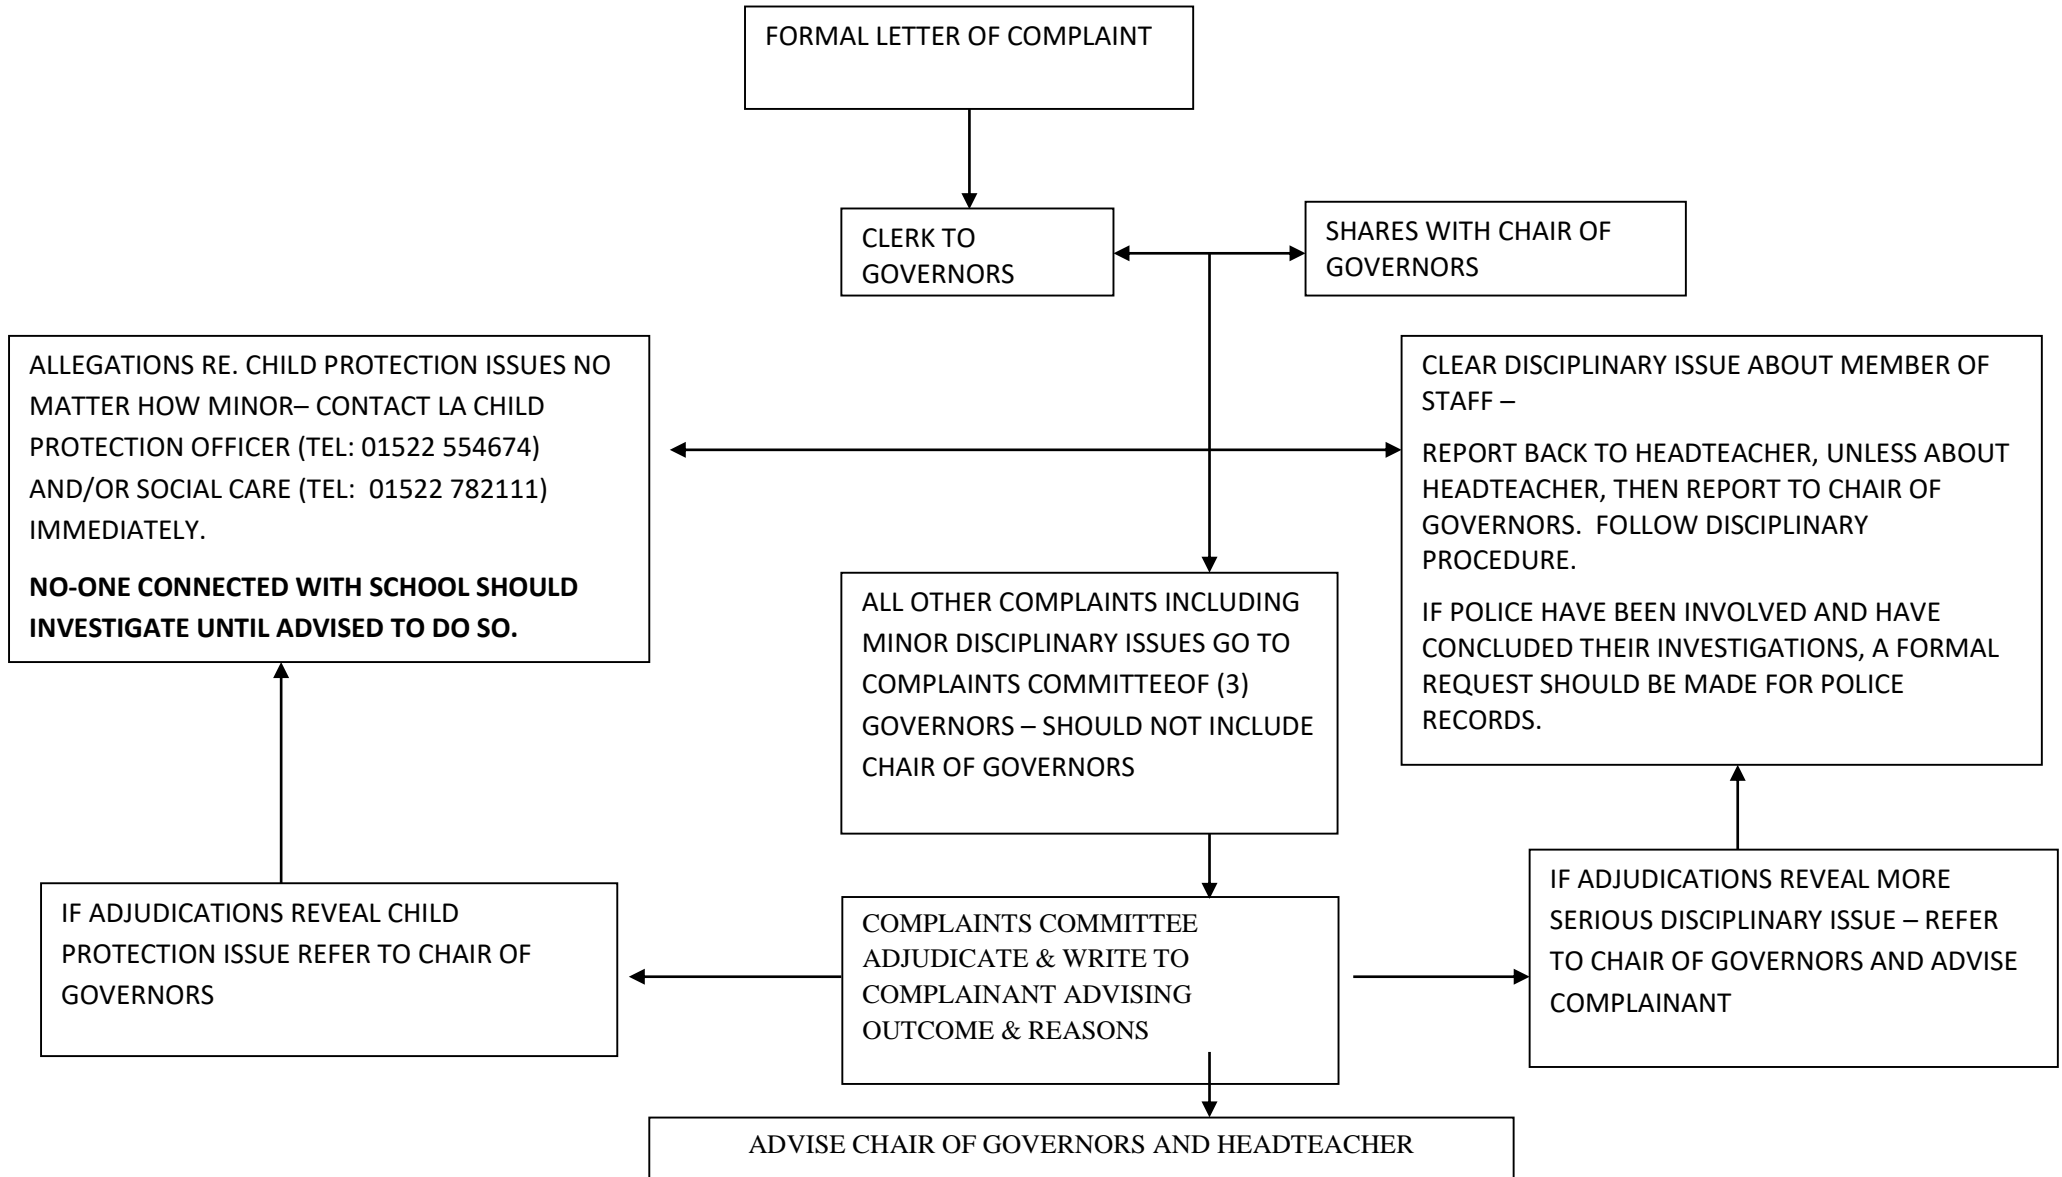 FORMAL LETTER OF COMPLAINT
CLERK TO
GOVERNORS
SHARES WITH CHAIR OF
GOVERNORS
ALLEGATIONS RE. CHILD PROTECTION ISSUES NO
MATTER HOW MINOR– CONTACT LA CHILD
PROTECTION OFFICER (TEL: 01522 554674)
AND/OR SOCIAL CARE (TEL:  01522 782111)
IMMEDIATELY.
NO-ONE CONNECTED WITH SCHOOL SHOULD
INVESTIGATE UNTIL ADVISED TO DO SO.
CLEAR DISCIPLINARY ISSUE ABOUT MEMBER OF
STAFF –
REPORT BACK TO HEADTEACHER, UNLESS ABOUT
HEADTEACHER, THEN REPORT TO CHAIR OF
GOVERNORS.  FOLLOW DISCIPLINARY
PROCEDURE.
IF POLICE HAVE BEEN INVOLVED AND HAVE
CONCLUDED THEIR INVESTIGATIONS, A FORMAL
REQUEST SHOULD BE MADE FOR POLICE
RECORDS.
ALL OTHER COMPLAINTS INCLUDING
MINOR DISCIPLINARY ISSUES GO TO
COMPLAINTS COMMITTEEOF (3)
GOVERNORS – SHOULD NOT INCLUDE
CHAIR OF GOVERNORS
IF ADJUDICATIONS REVEAL CHILD
PROTECTION ISSUE REFER TO CHAIR OF
GOVERNORS
COMPLAINTS COMMITTEE
ADJUDICATE & WRITE TO
COMPLAINANT ADVISING
OUTCOME & REASONS
IF ADJUDICATIONS REVEAL MORE
SERIOUS DISCIPLINARY ISSUE – REFER
TO CHAIR OF GOVERNORS AND ADVISE
COMPLAINANT
ADVISE CHAIR OF GOVERNORS AND HEADTEACHER